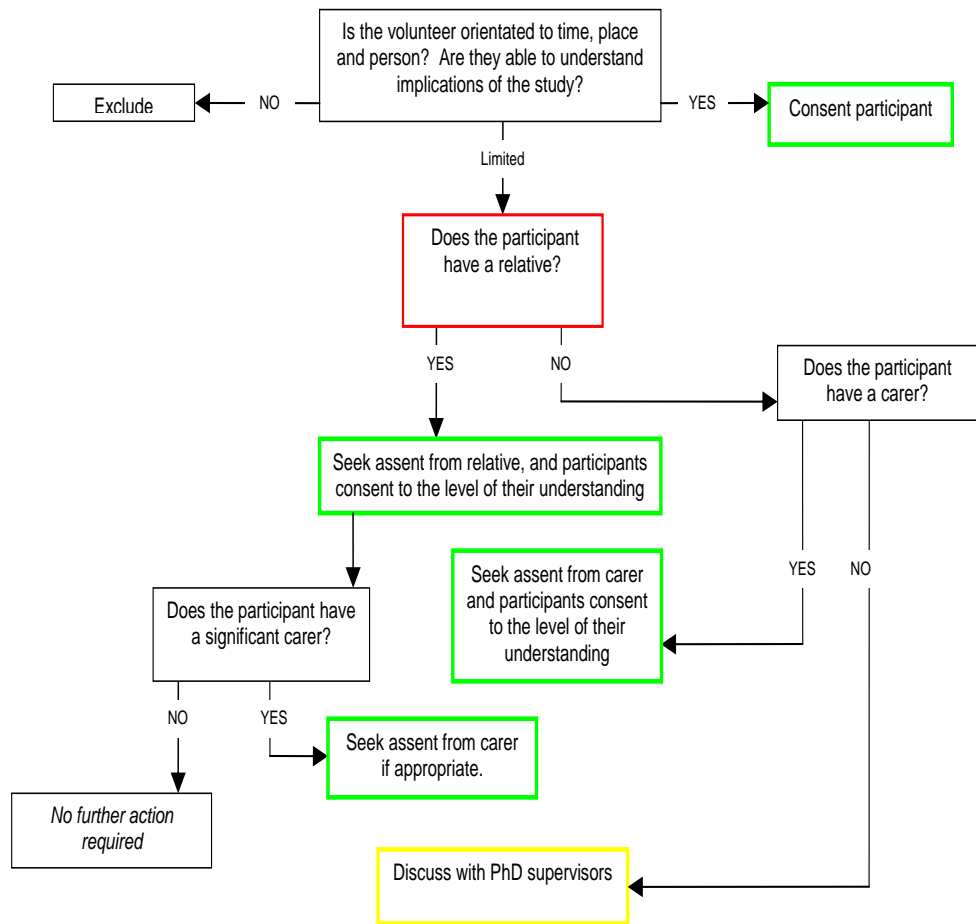 Is the volunteer orientated to time, place
and person? Are they able to understand
implications of the study?
Exclude
NO
YES
Consent participant
Limited
Does the participant
have a relative?
YES
NO
Does the participant
have a carer?
Seek assent from relative, and participants
consent to the level of their understanding
YES
NO
Seek assent from carer
and participants consent
to the level of their
understanding
Does the participant have
a significant carer?
NO
YES
Seek assent from carer
if appropriate.
No further action
required
Discuss with PhD supervisors